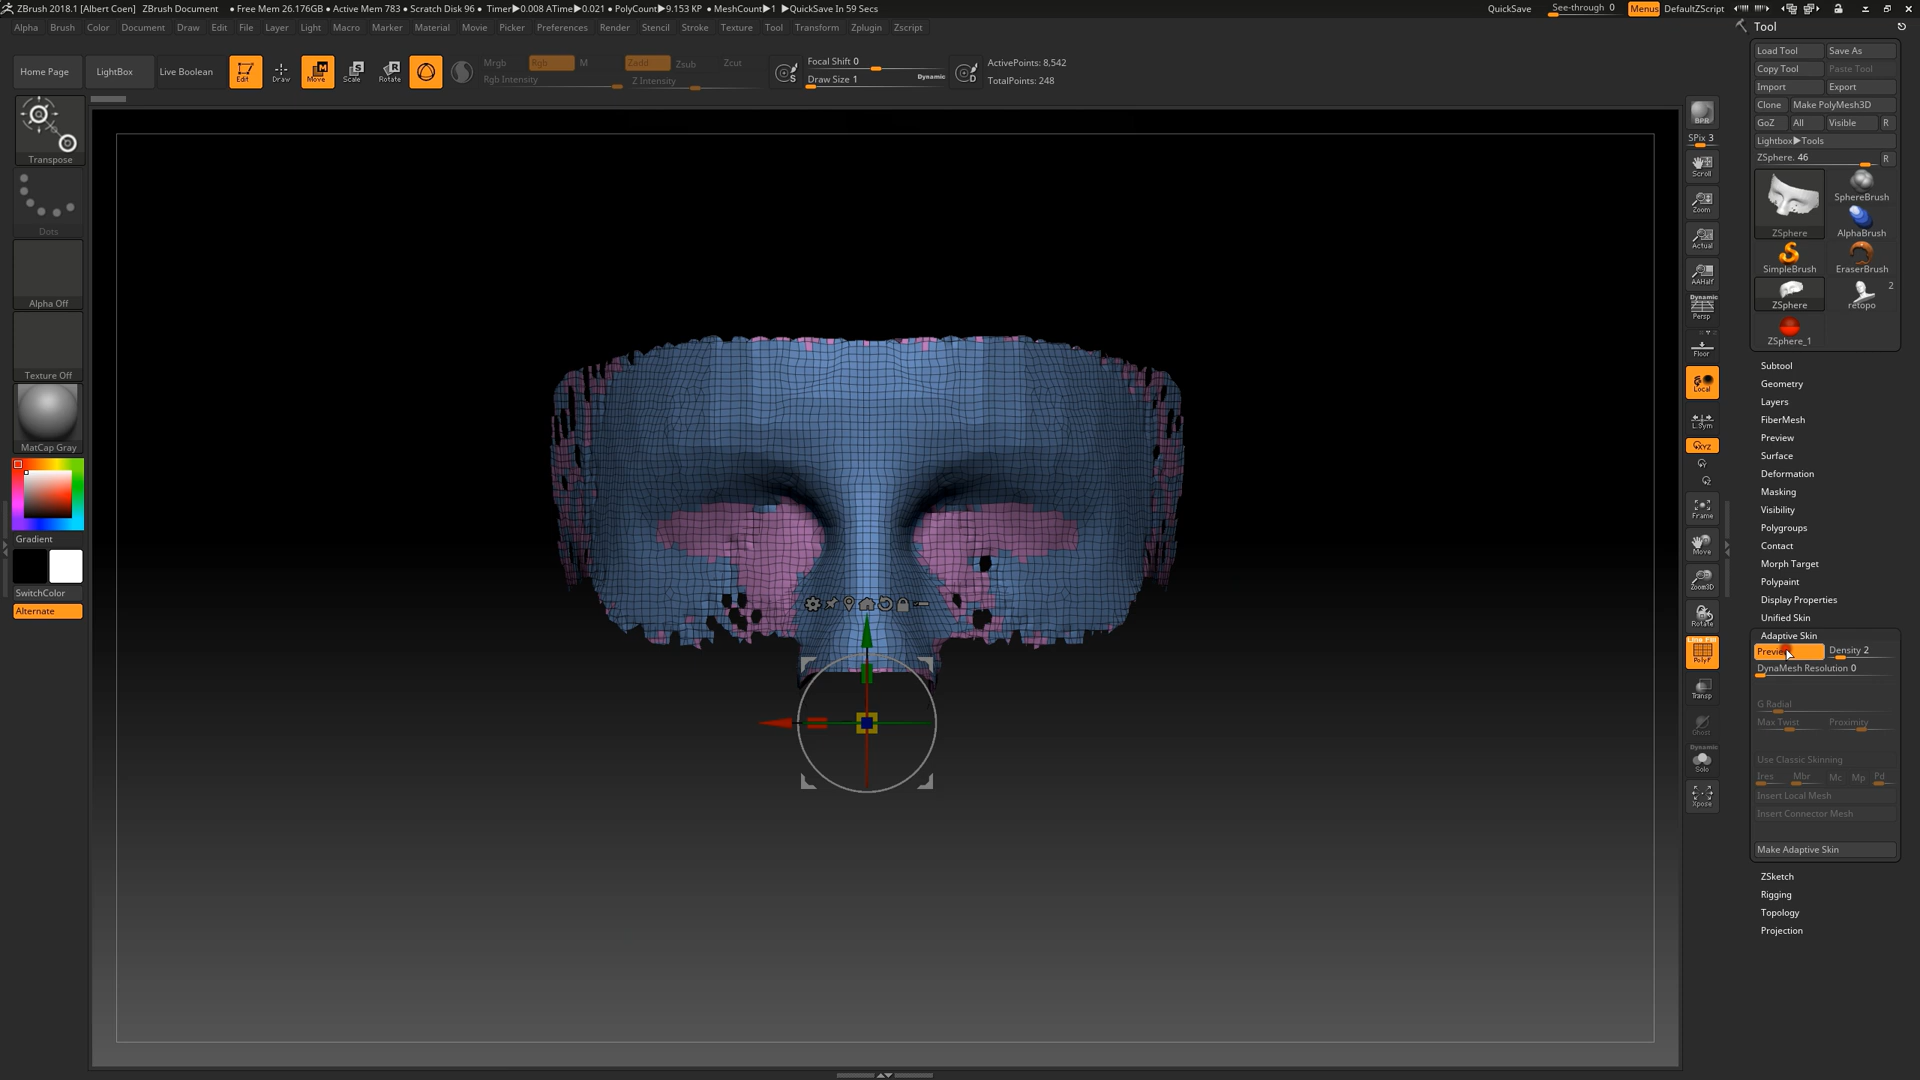 ZBrush 2018.1 [Albert Coen] ZBrush Document • Free Mem 26.176GB • Active Mem 783 • Scratch Disk 96 • Timer▶0.008 ATime▶0.021 • PolyCount▶9.153 KP • MeshCount▶1 ▶QuickSave In 59 Secs QuickSave See-through 0 Menus DefaultZScript
Alpha Brush Color Document Draw Edit File Layer Light Macro Marker Material Movie Picker Preferences Render Stencil Stroke Texture Tool Transform Zplugin Zscript
Home Page LightBox Live Boolean Edit Draw Move Scale Rotate
Mrgb Rgb M Zadd Zsub Zcut
Rgb Intensity Z Intensity
Focal Shift 0
Draw Size 1 Dynamic
S
D
ActivePoints: 8,542
TotalPoints: 248
Transpose
Dots
Alpha Off
Texture Off
MatCap Gray
Gradient
SwitchColor
Alternate
BPR
SPix 3
Scroll
Zoom
Actual
AAHalf
Dynamic
Persp
Floor
Local
L.Sym
XYZ
Frame
Move
Zoom3D
Rotate
Line Fill
PolyF
Transp
Ghost
Dynamic
Solo
Xpose
Tool
Load Tool Save As
Copy Tool Paste Tool
Import Export
Clone Make PolyMesh3D
GoZ All Visible R
Lightbox▶Tools
ZSphere. 46 R
ZSphere SphereBrush
AlphaBrush
SimpleBrush EraserBrush
ZSphere retopo 2
ZSphere_1
Subtool
Geometry
Layers
FiberMesh
Preview
Surface
Deformation
Masking
Visibility
Polygroups
Contact
Morph Target
Polypaint
Display Properties
Unified Skin
Adaptive Skin
Preview Density 2
DynaMesh Resolution 0
G Radial
Max Twist Proximity
Use Classic Skinning
Ires Mbr Mc Mp Pd
Insert Local Mesh
Insert Connector Mesh
Make Adaptive Skin
ZSketch
Rigging
Topology
Projection